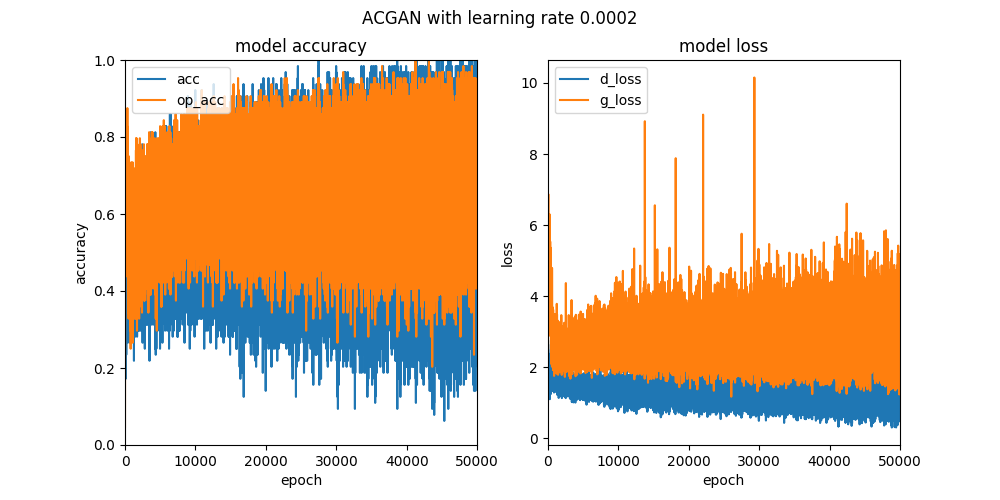 ACGAN with learning rate 0.0002
model accuracy
acc
op_acc
accuracy
1.0
0.8
0.6
0.4
0.2
0.0
0 10000 20000 30000 40000 50000
epoch
model loss
d_loss
g_loss
loss
10
8
6
4
2
0
0 10000 20000 30000 40000 50000
epoch